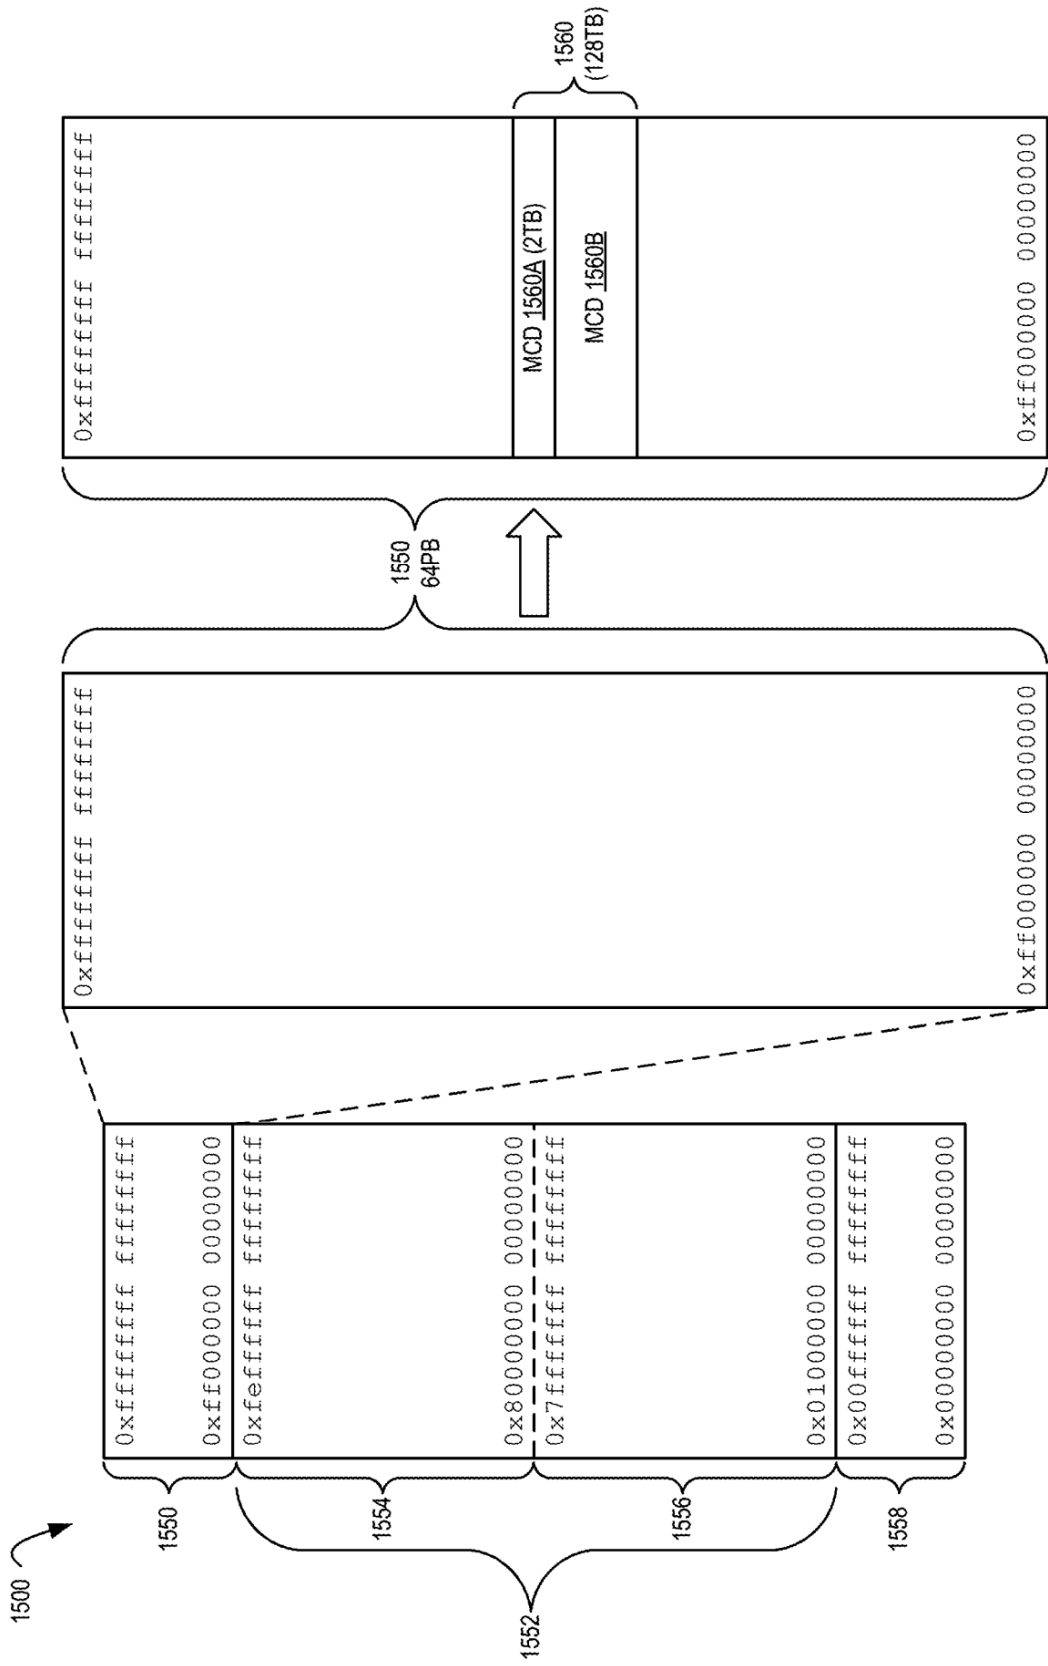 1500
1550
1552
1554
1556
1558
0xffffffff ffffffff
0xff000000 00000000
0xfeffffff ffffffff
0x80000000 00000000
0x7fffffff ffffffff
0x01000000 00000000
0x00ffffff ffffffff
0x00000000 00000000
0xffffffff ffffffff
0xff000000 00000000
1550
64PB
0xffffffff ffffffff
MCD 1560A (2TB)
MCD 1560B
0xff000000 00000000
1560
(128TB)